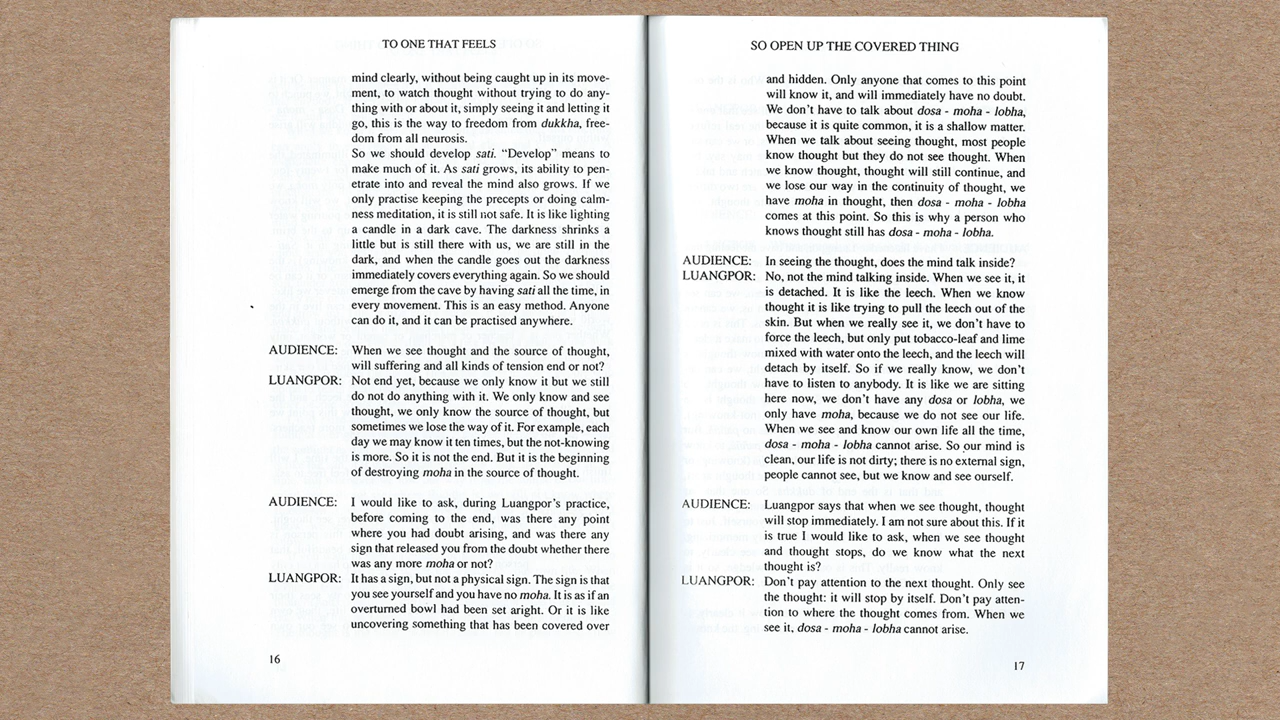 TO ONE THAT FEELS
mind clearly, without being caught up in its move-
ment, to watch thought without trying to do any-
thing with or about it, simply seeing it and letting it
go, this is the way to freedom from dukkha, free-
dom from all neurosis.
So we should develop sati. “Develop” means to
make much of it. As sati grows, its ability to pen-
etrate into and reveal the mind also grows. If we
only practise keeping the precepts or doing calm-
ness meditation, it is still not safe. It is like lighting
a candle in a dark cave. The darkness shrinks a
little but is still there with us, we are still in the
dark, and when the candle goes out the darkness
immediately covers everything again. So we should
emerge from the cave by having sati all the time, in
every movement. This is an easy method. Anyone
can do it, and it can be practised anywhere.
AUDIENCE: When we see thought and the source of thought,
will suffering and all kinds of tension end or not?
LUANGPOR: Not end yet, because we only know it but we still
do not do anything with it. We only know and see
thought, we only know the source of thought, but
sometimes we lose the way of it. For example, each
day we may know it ten times, but the not-knowing
is more. So it is not the end. But it is the beginning
of destroying moha in the source of thought.
AUDIENCE: I would like to ask, during Luangpor's practice,
before coming to the end, was there any point
where you had doubt arising, and was there any
sign that released you from the doubt whether there
was any more moha or not?
LUANGPOR: It has a sign, but not a physical sign. The sign is that
you see yourself and you have no moha. It is as if an
overturned bowl had been set aright. Or it is like
uncovering something that has been covered over
16
SO OPEN UP THE COVERED THING
and hidden. Only anyone that comes to this point
will know it, and will immediately have no doubt.
We don't have to talk about dosa - moha - lobha,
because it is quite common, it is a shallow matter.
When we talk about seeing thought, most people
know thought but they do not see thought. When
we know thought, thought will still continue, and
we lose our way in the continuity of thought, we
have moha in thought, then dosa - moha - lobha
comes at this point. So this is why a person who
knows thought still has dosa - moha - lobha.
AUDIENCE: In seeing the thought, does the mind talk inside?
LUANGPOR: No, not the mind talking inside. When we see it, it
is detached. It is like the leech. When we know
thought it is like trying to pull the leech out of the
skin. But when we really see it, we don't have to
force the leech, but only put tobacco-leaf and lime
mixed with water onto the leech, and the leech will
detach by itself. So if we really know, we don't
have to listen to anybody. It is like we are sitting
here now, we don't have any dosa or lobha, we
only have moha, because we do not see our life.
When we see and know our own life all the time,
dosa - moha - lobha cannot arise. So our mind is
clean, our life is not dirty; there is no external sign,
people cannot see, but we know and see ourself.
AUDIENCE: Luangpor says that when we see thought, thought
will stop immediately. I am not sure about this. If it
is true I would like to ask, when we see thought
and thought stops, do we know what the next
thought is?
LUANGPOR: Don't pay attention to the next thought. Only see
the thought: it will stop by itself. Don't pay atten-
tion to where the thought comes from. When we
see it, dosa - moha - lobha cannot arise.
17